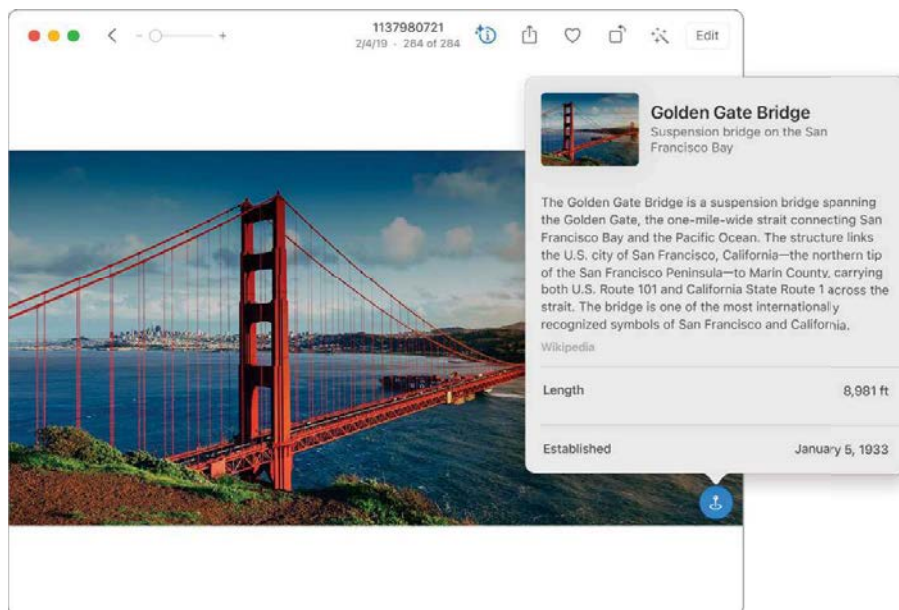 1137980721
2/4/19 - 284 of 284
Edit
Golden Gate Bridge
Suspension bridge on the San
Francisco Bay
The Golden Gate Bridge is a suspension bridge spanning
the Golden Gate, the one-mile-wide strait connecting San
Francisco Bay and the Pacific Ocean. The structure links
the U.S. city of San Francisco, California—the northern tip
of the San Francisco Peninsula—to Marin County, carrying
both U.S. Route 101 and California State Route 1 across the
strait. The bridge is one of the most internationally
recognized symbols of San Francisco and California.
Wikipedia
Length 8,981 ft
Established January 5, 1933